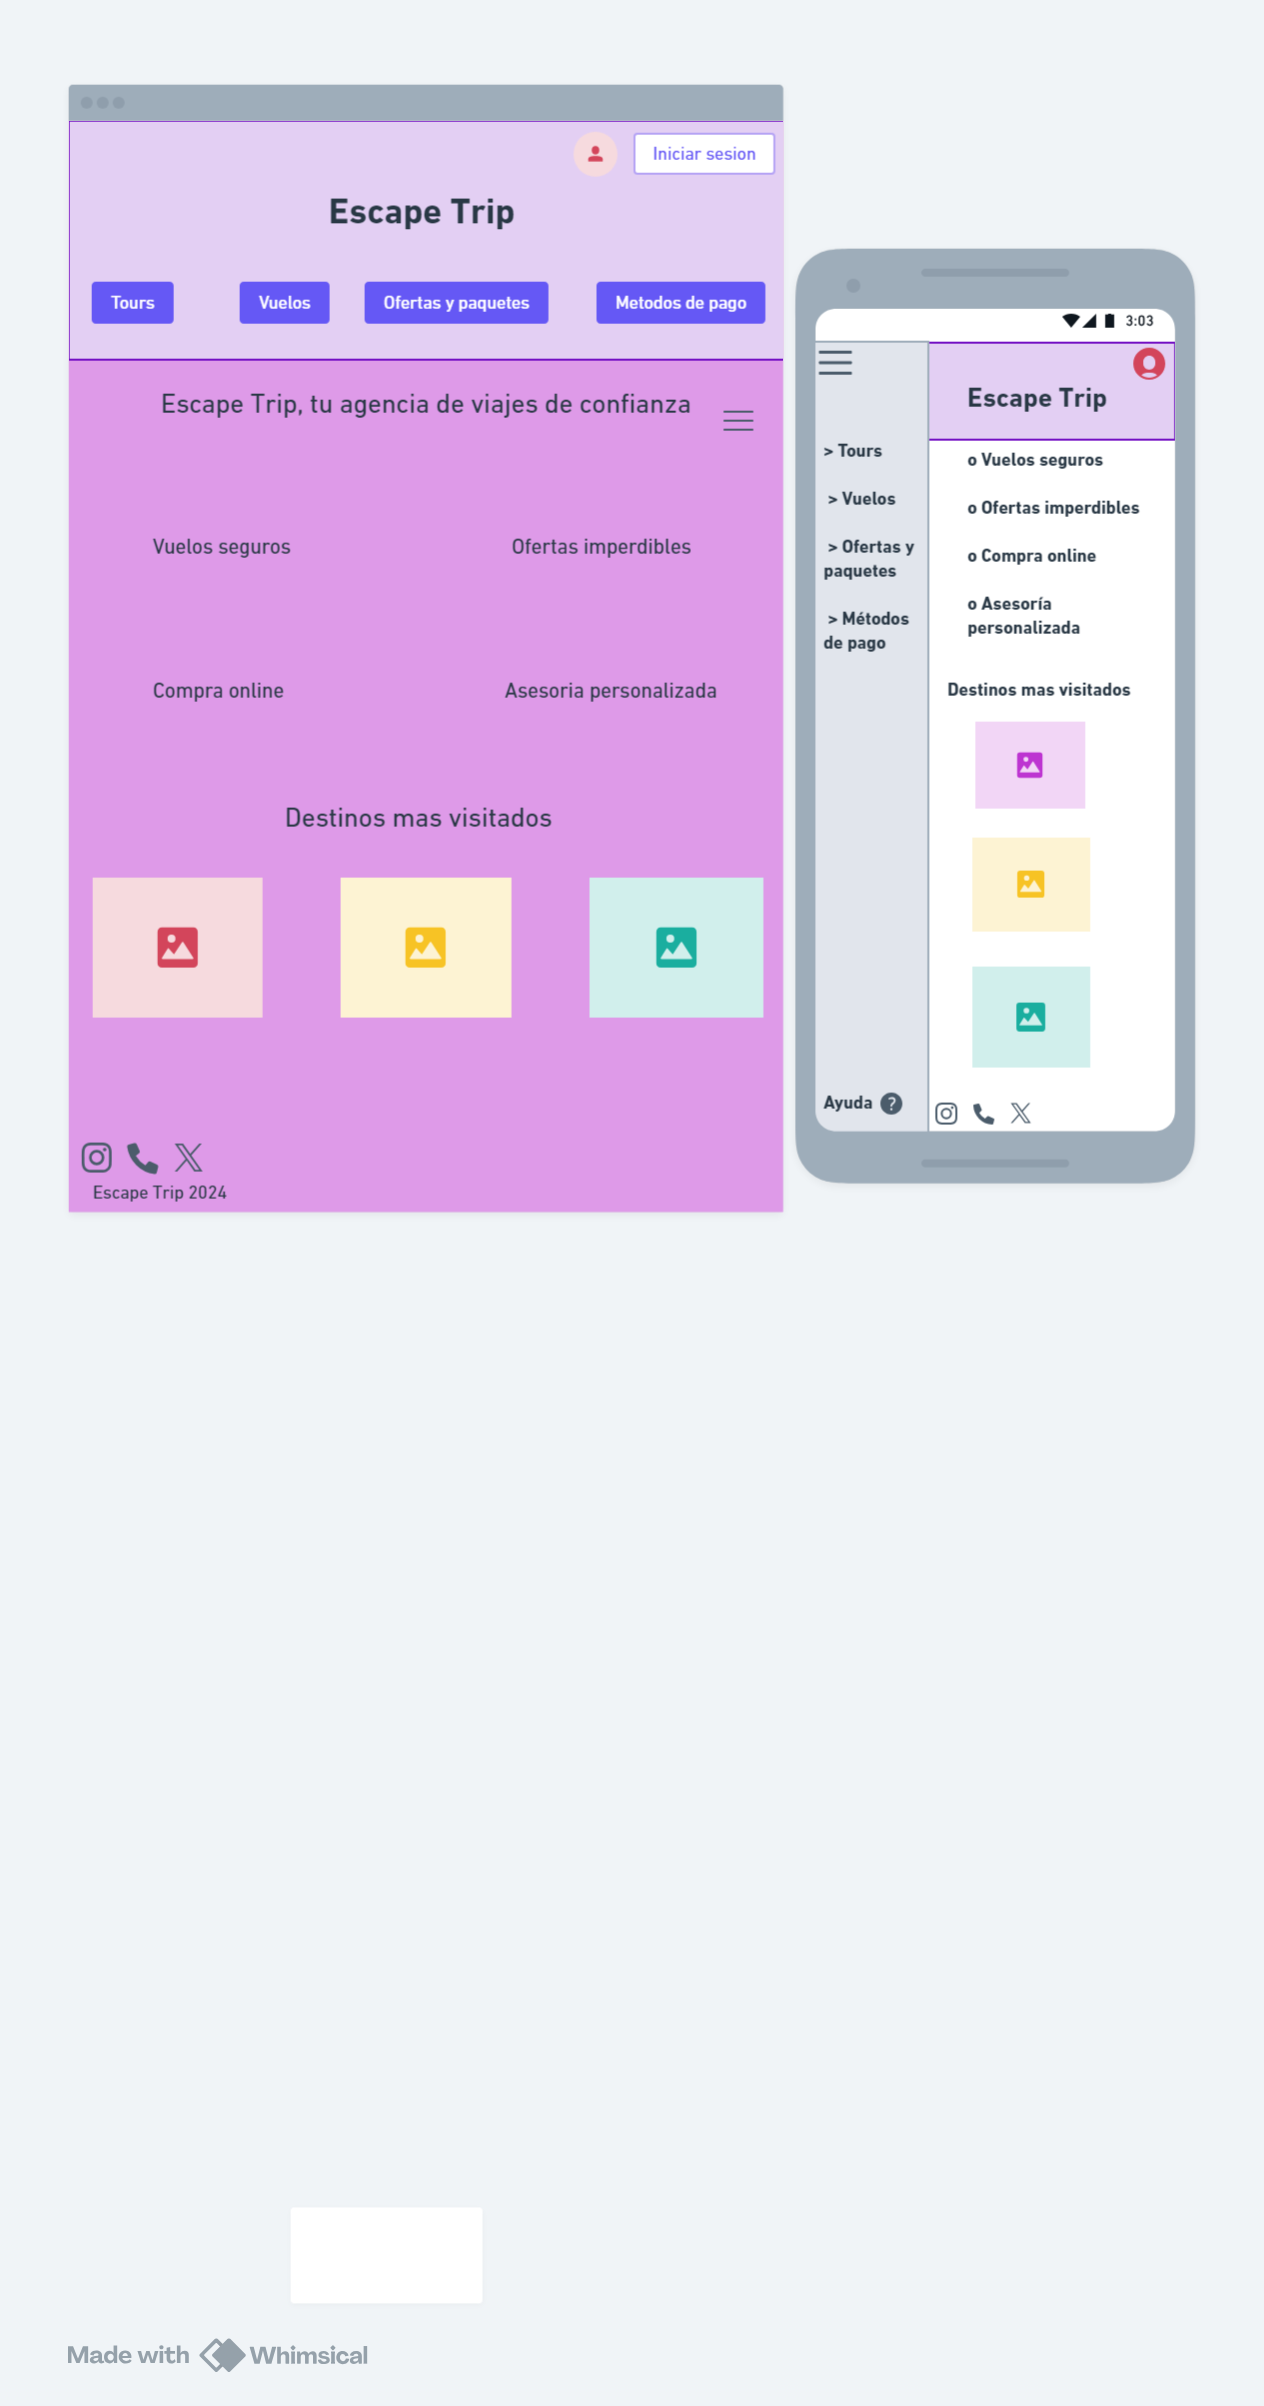 Iniciar sesion
Escape Trip
Tours
Vuelos
Ofertas y paquetes
Metodos de pago
Escape Trip, tu agencia de viajes de confianza
Vuelos seguros
Ofertas imperdibles
Compra online
Asesoria personalizada
Destinos mas visitados
Escape Trip 2024
3:03
Escape Trip
> Tours
> Vuelos
> Ofertas y
paquetes
> Métodos
de pago
Ayuda ?
o Vuelos seguros
o Ofertas imperdibles
o Compra online
o Asesoría
personalizada
Destinos mas visitados
Made with Whimsical